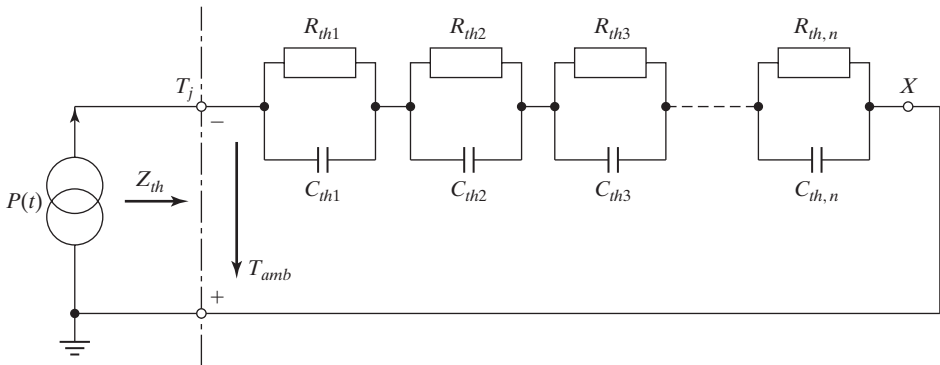 R_th1 R_th2 R_th3 R_th, n
T_j X
−
C_th1 C_th2 C_th3 C_th, n
P(t) Z_th
T_amb
+